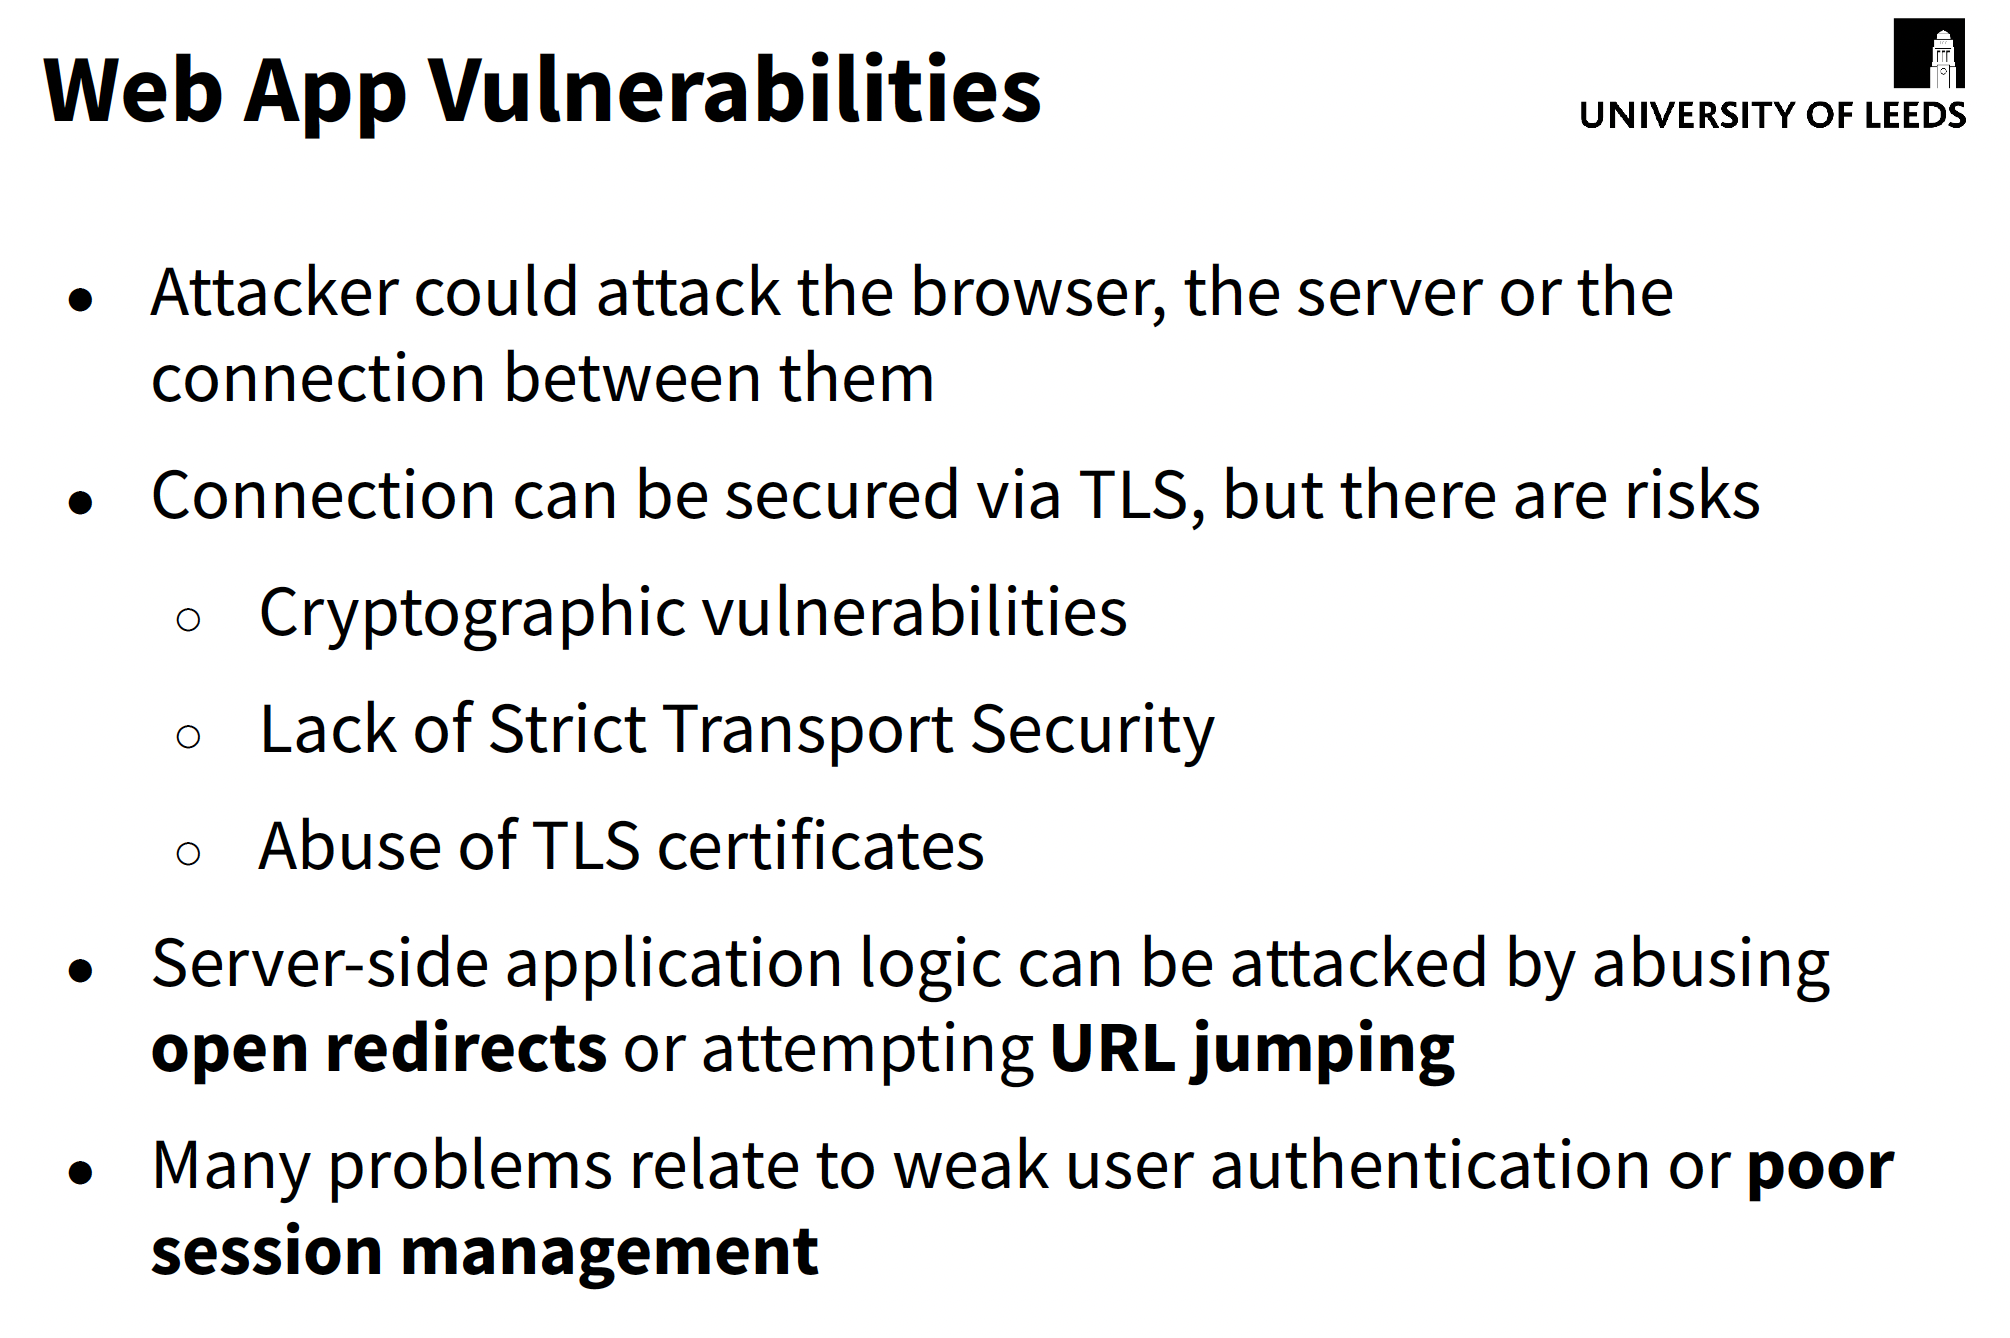 Web App Vulnerabilities
UNIVERSITY OF LEEDS
● Attacker could attack the browser, the server or the
connection between them
● Connection can be secured via TLS, but there are risks
○ Cryptographic vulnerabilities
○ Lack of Strict Transport Security
○ Abuse of TLS certificates
● Server-side application logic can be attacked by abusing
open redirects or attempting URL jumping
● Many problems relate to weak user authentication or poor
session management